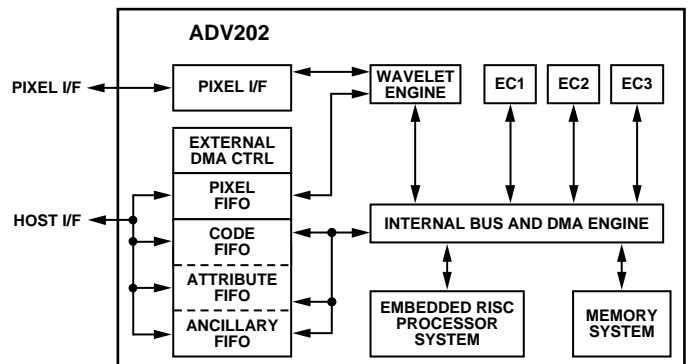 ADV202
PIXEL I/F
PIXEL I/F
WAVELET
ENGINE
EC1
EC2
EC3
EXTERNAL
DMA CTRL
PIXEL
FIFO
HOST I/F
CODE
FIFO
INTERNAL BUS AND DMA ENGINE
ATTRIBUTE
FIFO
ANCILLARY
FIFO
EMBEDDED RISC
PROCESSOR
SYSTEM
MEMORY
SYSTEM